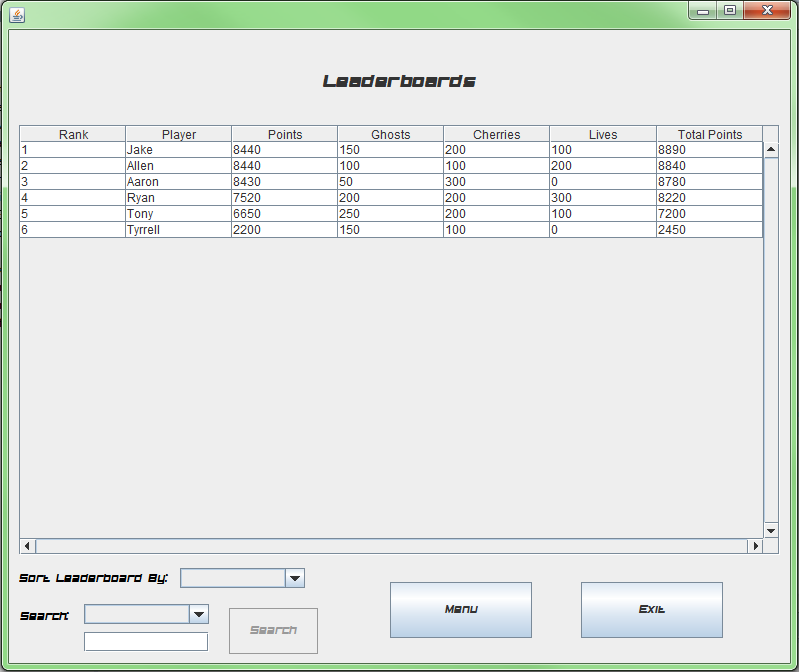 Leaderboards
Rank Player Points Ghosts Cherries Lives Total Points
1 Jake 8440 150 200 100 8890
2 Allen 8440 100 100 200 8840
3 Aaron 8430 50 300 0 8780
4 Ryan 7520 200 200 300 8220
5 Tony 6650 250 200 100 7200
6 Tyrrell 2200 150 100 0 2450
Sort Leaderboard By:
Search:
Search
Menu
Exit